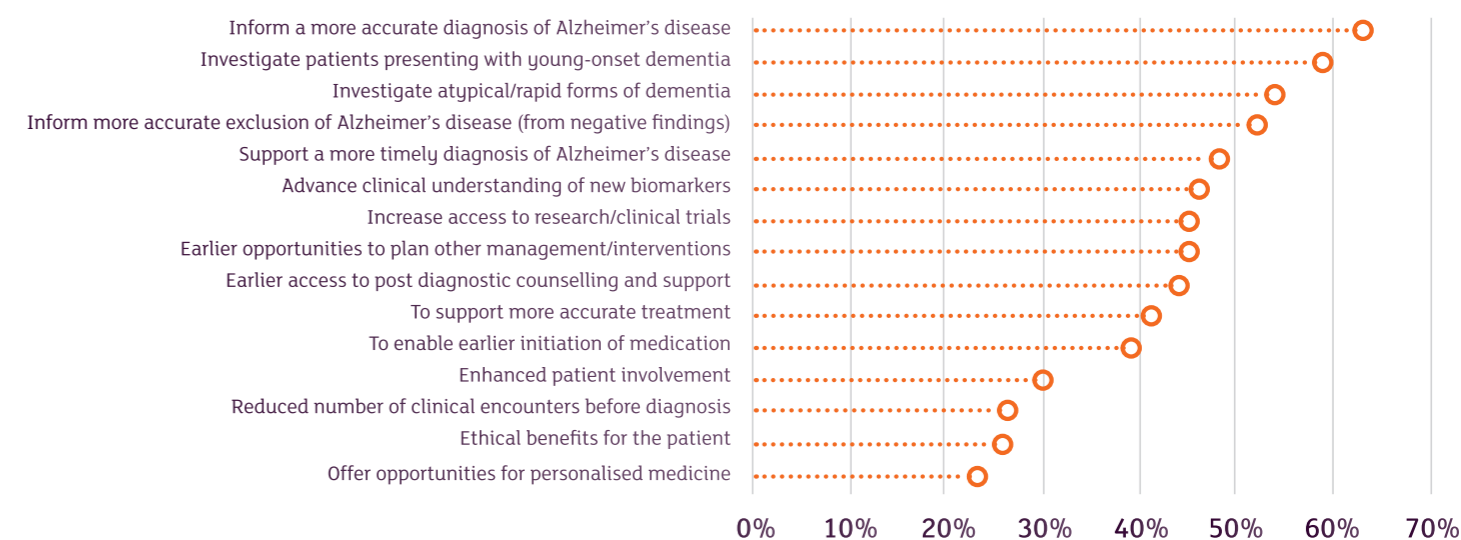 Inform a more accurate diagnosis of Alzheimer’s disease
Investigate patients presenting with young-onset dementia
Investigate atypical/rapid forms of dementia
Inform more accurate exclusion of Alzheimer’s disease (from negative findings)
Support a more timely diagnosis of Alzheimer’s disease
Advance clinical understanding of new biomarkers
Increase access to research/clinical trials
Earlier opportunities to plan other management/interventions
Earlier access to post diagnostic counselling and support
To support more accurate treatment
To enable earlier initiation of medication
Enhanced patient involvement
Reduced number of clinical encounters before diagnosis
Ethical benefits for the patient
Offer opportunities for personalised medicine
0% 10% 20% 30% 40% 50% 60% 70%